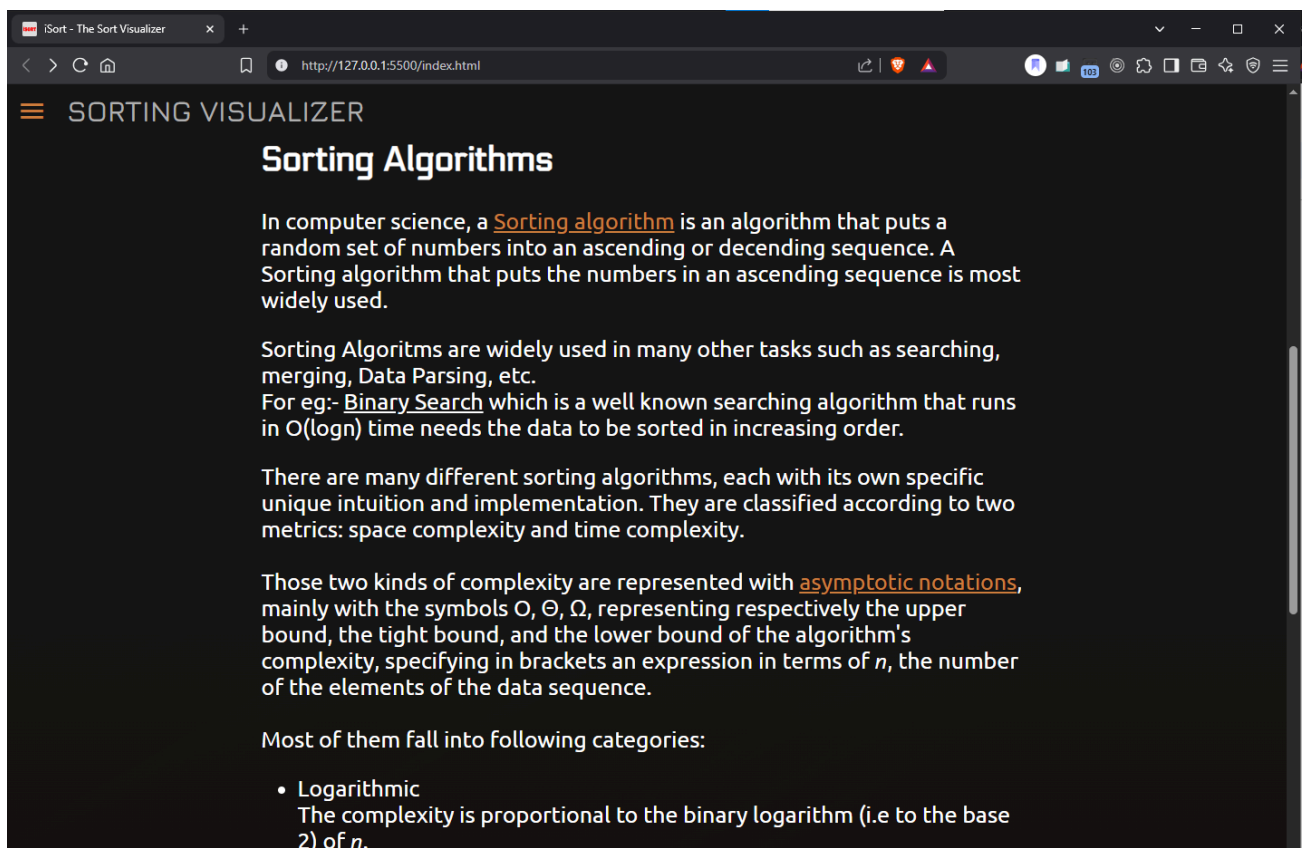 iSort - The Sort Visualizer
http://127.0.0.1:5500/index.html
103
SORTING VISUALIZER
Sorting Algorithms
In computer science, a Sorting algorithm is an algorithm that puts a
random set of numbers into an ascending or decending sequence. A
Sorting algorithm that puts the numbers in an ascending sequence is most
widely used.
Sorting Algoritms are widely used in many other tasks such as searching,
merging, Data Parsing, etc.
For eg:- Binary Search which is a well known searching algorithm that runs
in O(logn) time needs the data to be sorted in increasing order.
There are many different sorting algorithms, each with its own specific
unique intuition and implementation. They are classified according to two
metrics: space complexity and time complexity.
Those two kinds of complexity are represented with asymptotic notations,
mainly with the symbols O, Θ, Ω, representing respectively the upper
bound, the tight bound, and the lower bound of the algorithm's
complexity, specifying in brackets an expression in terms of n, the number
of the elements of the data sequence.
Most of them fall into following categories:
• Logarithmic
The complexity is proportional to the binary logarithm (i.e to the base
2) of n.